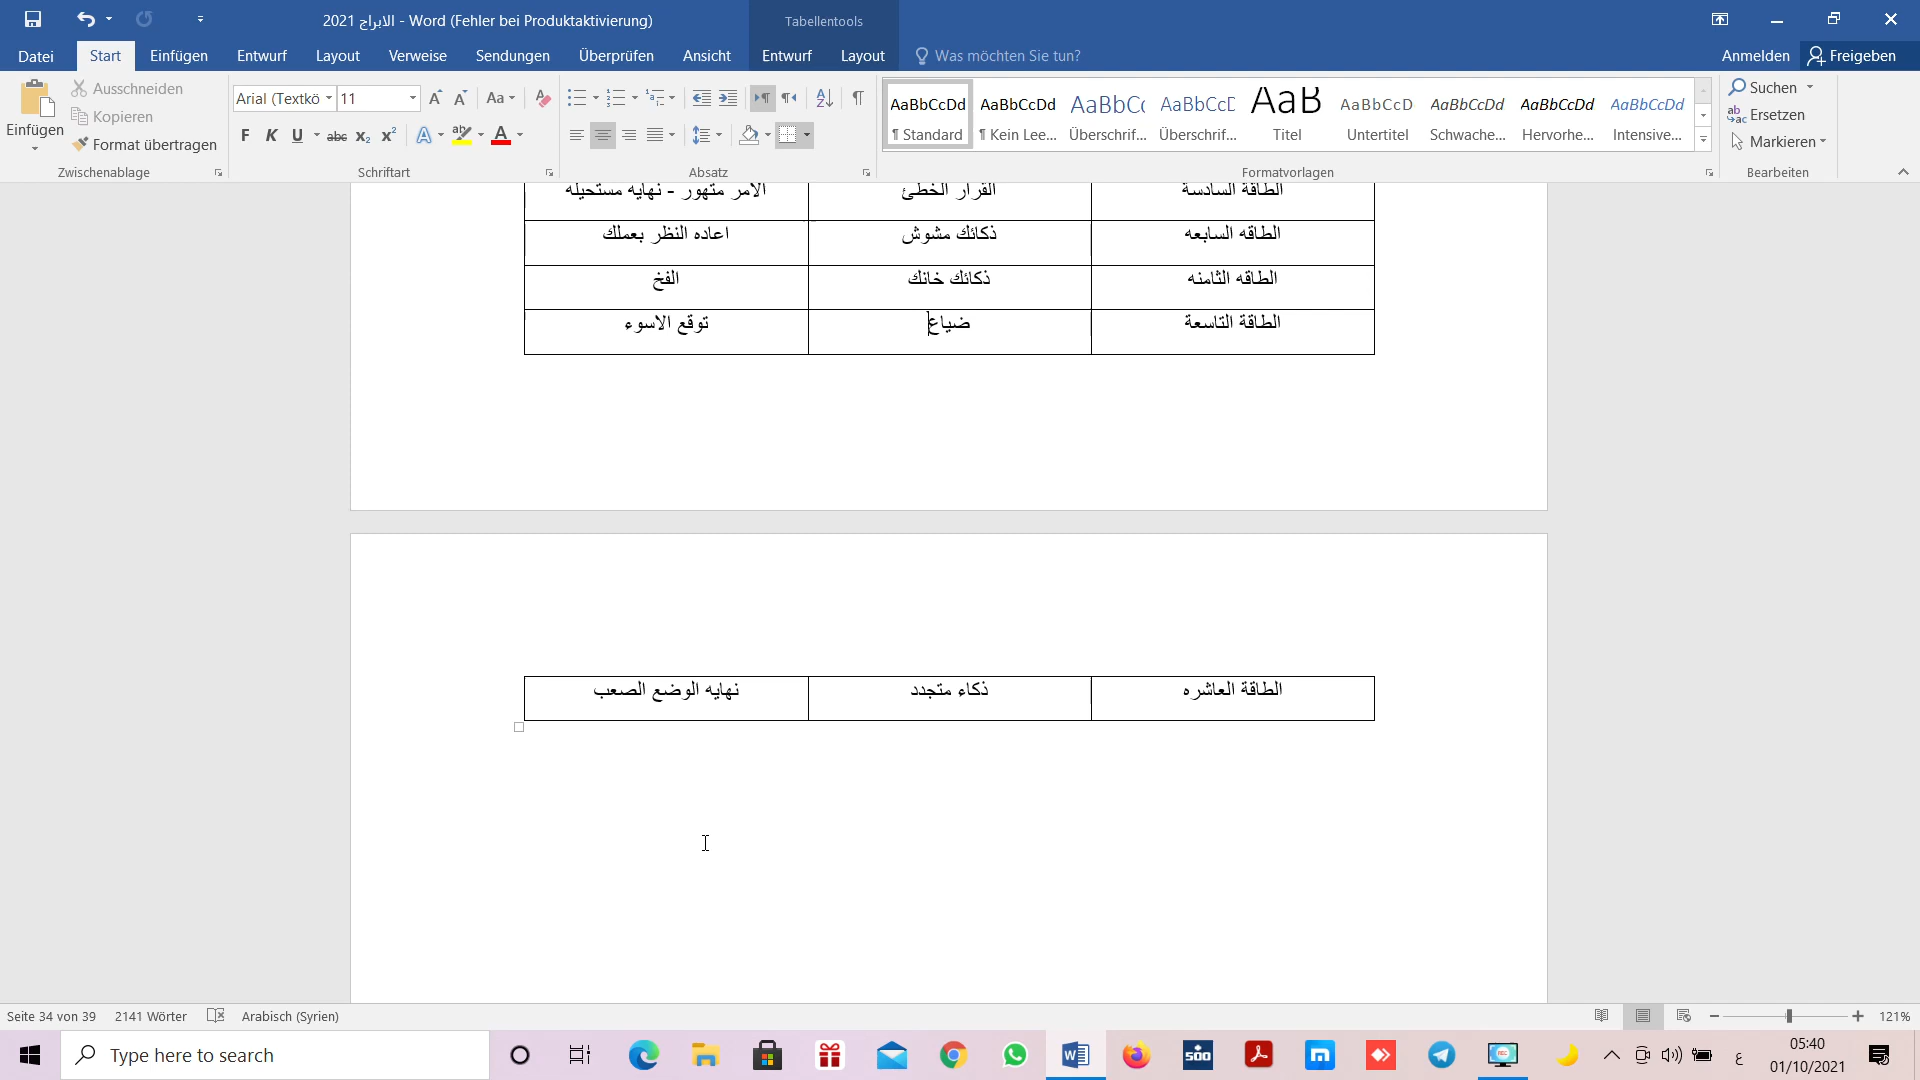 2021 الابراج - Word (Fehler bei Produktaktivierung)
Tabellentools
Datei Start Einfügen Entwurf Layout Verweise Sendungen Überprüfen Ansicht Entwurf Layout Was möchten Sie tun? Anmelden Freigeben
Einfügen
Ausschneiden
Kopieren
Format übertragen
Zwischenablage
Arial (Textkö 11
Schriftart
Absatz
AaBbCcDd AaBbCcDd AaBbCc AaBbCcD AaB AaBbCcD AaBbCcDd AaBbCcDd AaBbCcDd
¶ Standard ¶ Kein Lee... Überschrif... Überschrif... Titel Untertitel Schwache... Hervorhe... Intensive...
Formatvorlagen
Suchen
Ersetzen
Markieren
Bearbeiten
الطاقة السادسة القرار الخطئ الامر متهور - نهايه مستحيله
الطاقه السابعه ذكائك مشوش اعاده النظر بعملك
الطاقه الثامنه ذكائك خانك الفخ
الطاقة التاسعة ضياع توقع الاسوء
الطاقة العاشره ذكاء متجدد نهايه الوضع الصعب
Seite 34 von 39 2141 Wörter Arabisch (Syrien) 121%
Type here to search
500
REC
ع
05:40
01/10/2021